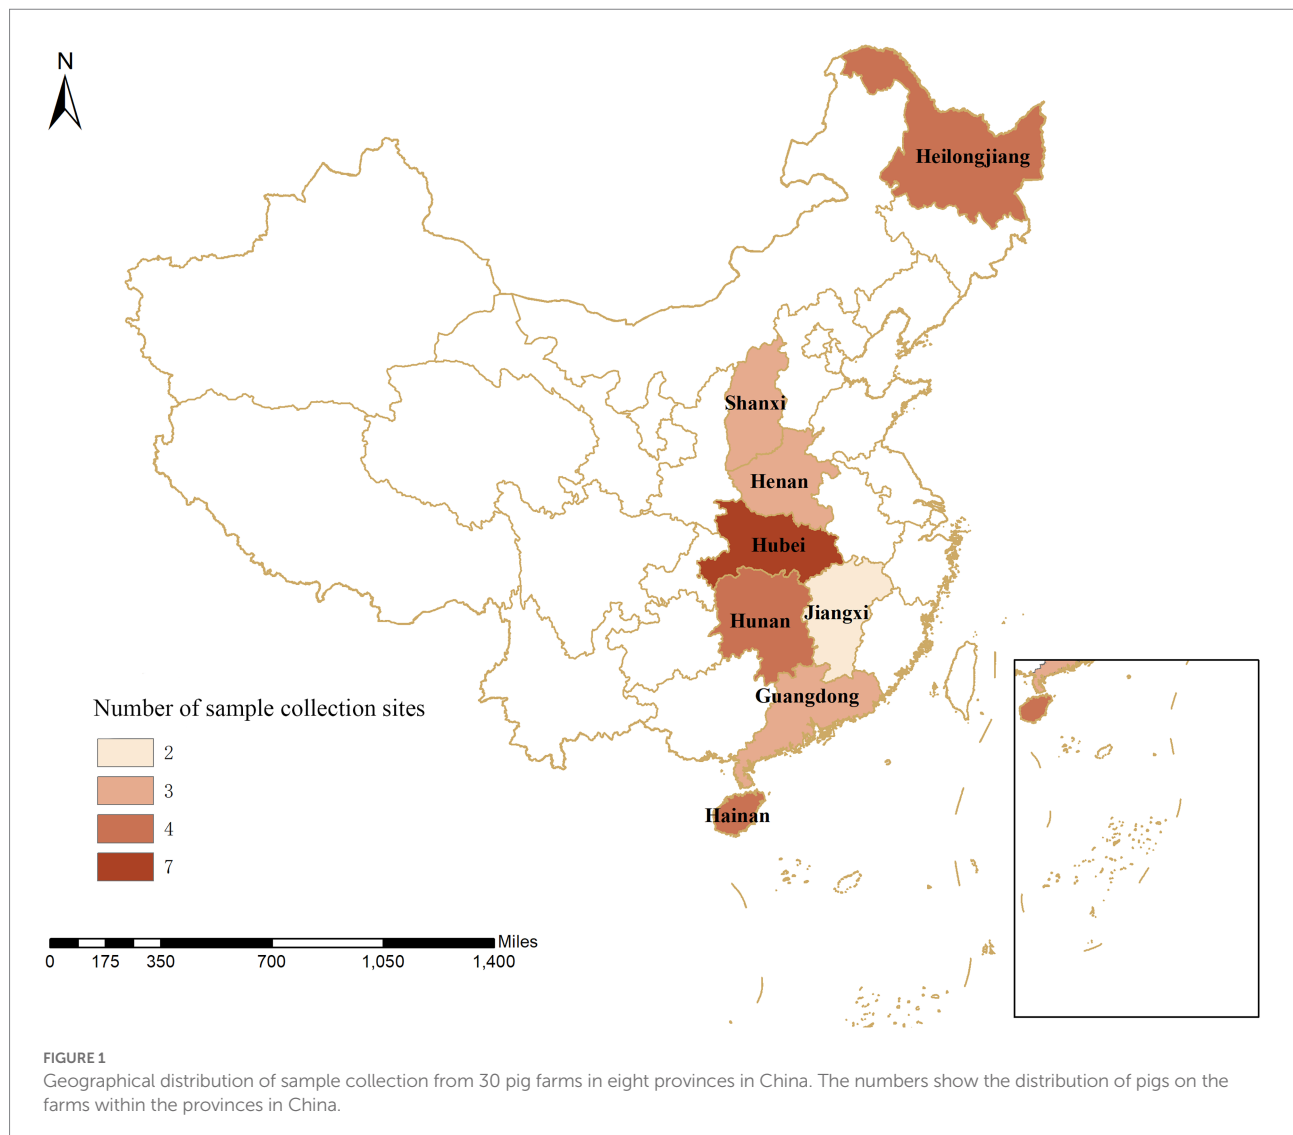 N
Heilongjiang
Shanxi
Henan
Hubei
Hunan
Jiangxi
Guangdong
Hainan
Number of sample collection sites
2
3
4
7
Miles
0 175 350 700 1,050 1,400
FIGURE 1
Geographical distribution of sample collection from 30 pig farms in eight provinces in China. The numbers show the distribution of pigs on the
farms within the provinces in China.